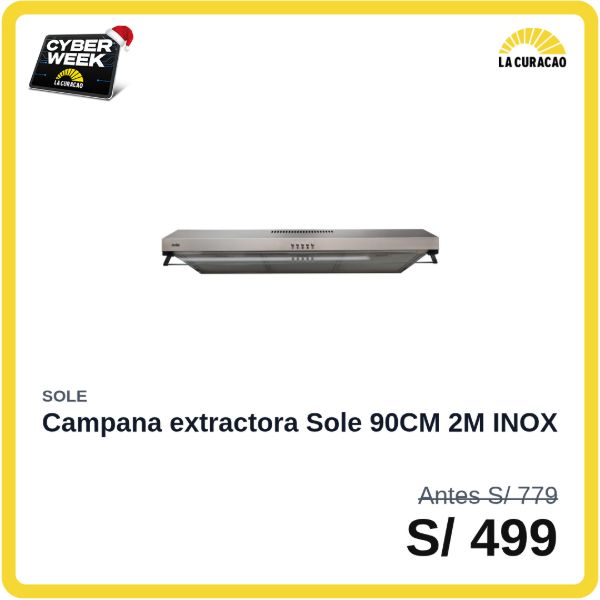 CYBER
WEEK
LA CURACAO
LA CURACAO
SOLE
Campana extractora Sole 90CM 2M INOX
Antes S/ 779
S/ 499